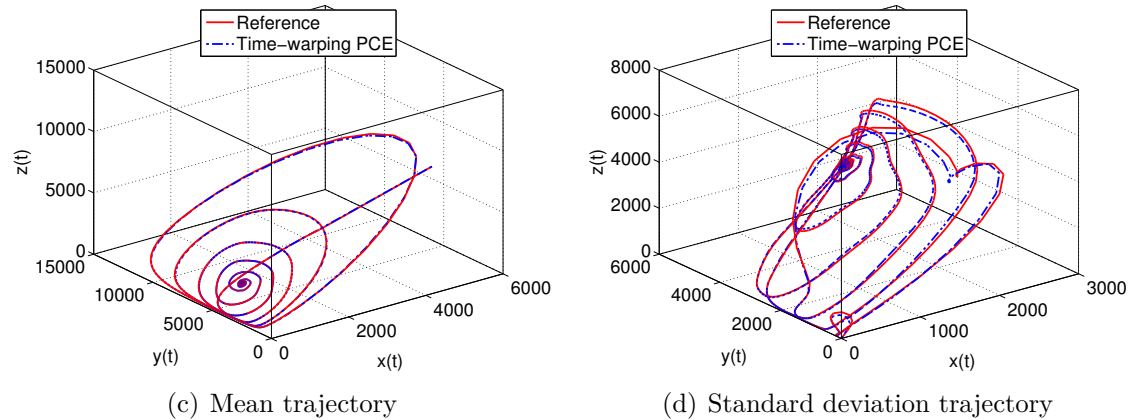 Reference
Time-warping PCE
15000
10000
5000
0
z(t)
15000
10000
5000
0
y(t)
0
2000
4000
6000
x(t)
(c) Mean trajectory
Reference
Time-warping PCE
8000
6000
4000
2000
0
z(t)
6000
4000
2000
0
y(t)
0
1000
2000
3000
x(t)
(d) Standard deviation trajectory